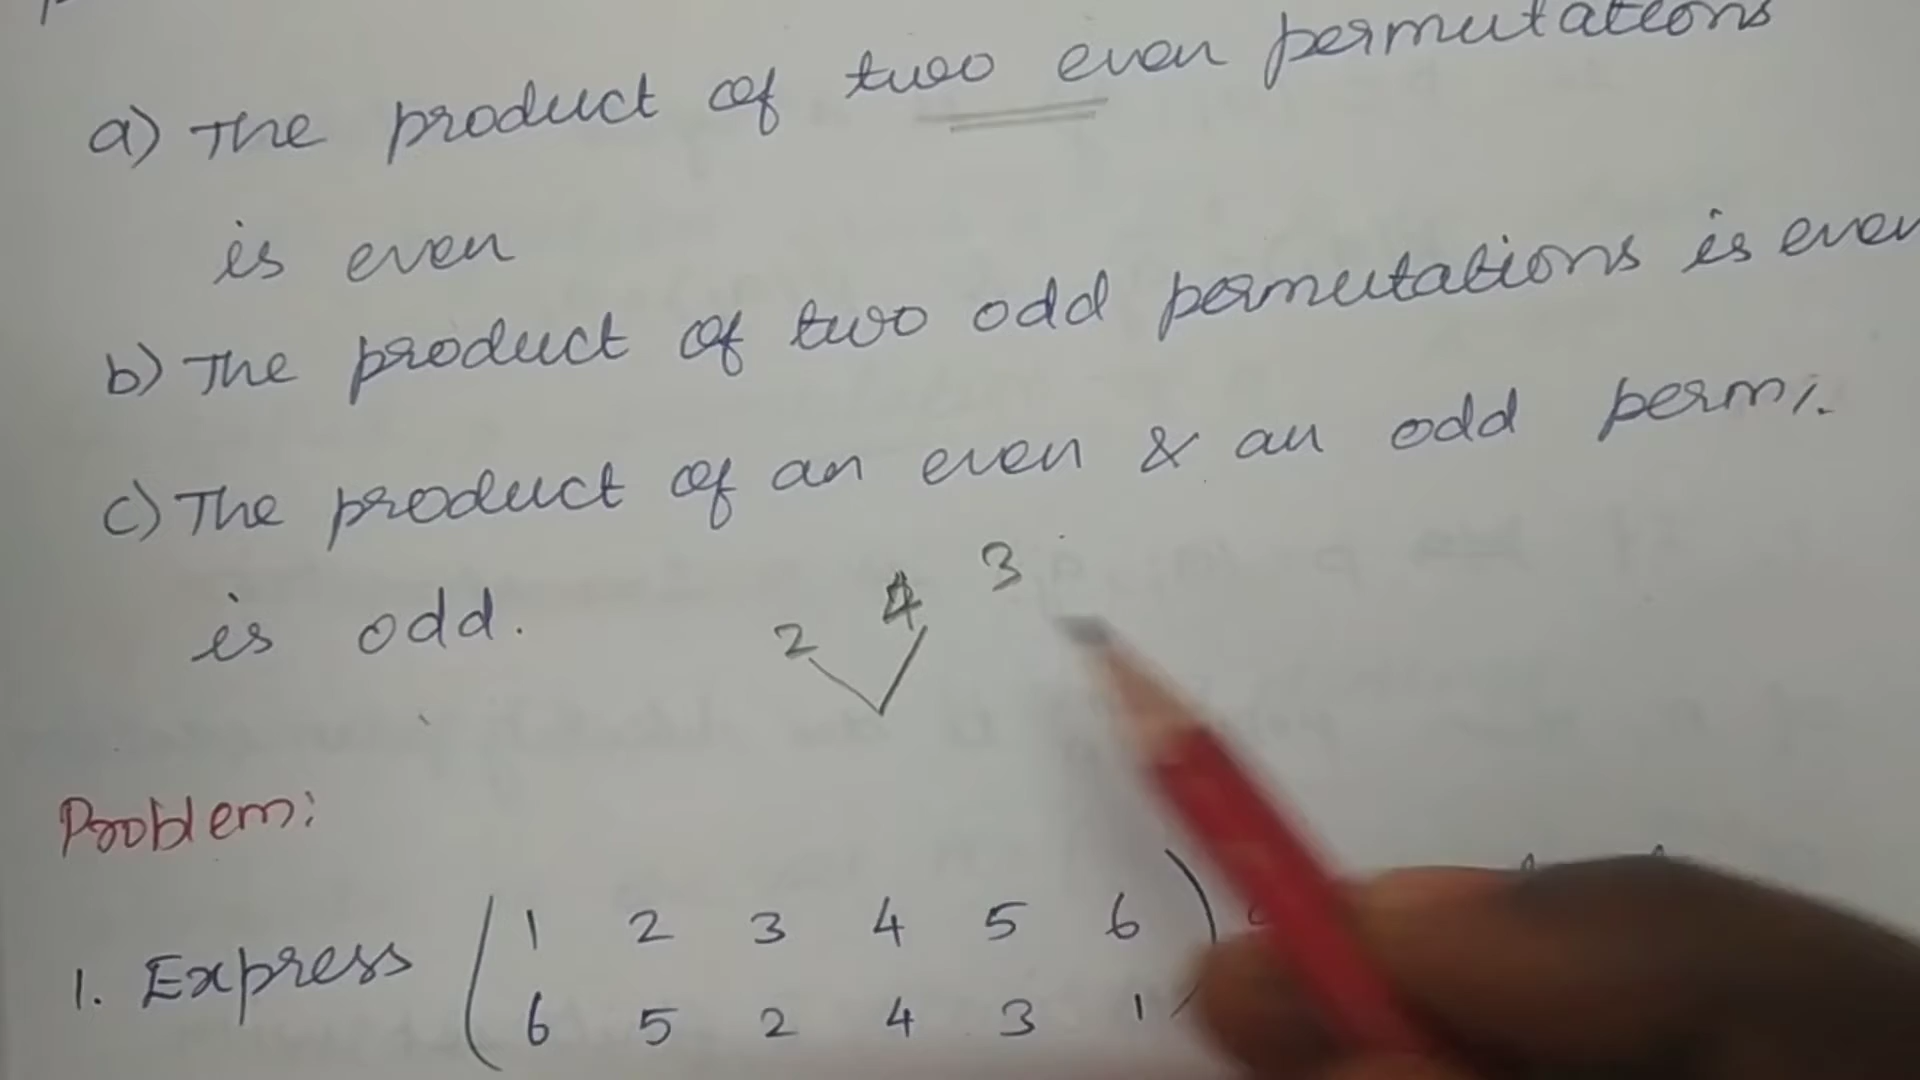 a) The product of two even permutations
is even
b) The product of two odd permutations is even
c) The product of an even & an odd perm/.
is odd.
2 4 3
Problem:
1 2 3 4 5 6
1. Express
6 5 2 4 3 1